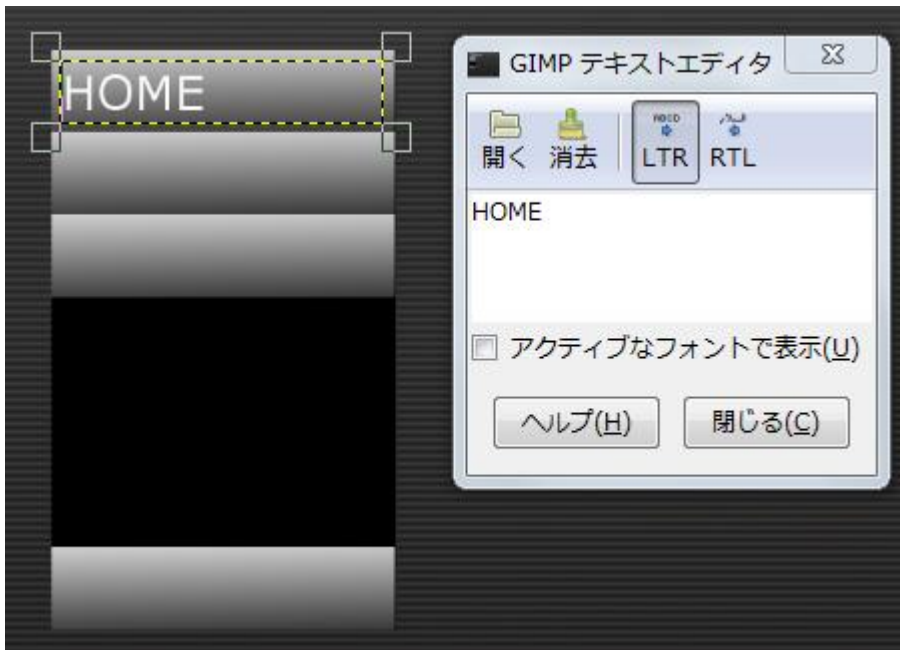 HOME
GIMP テキストエディタ
開く 消去 LTR RTL
HOME
アクティブなフォントで表示(U)
ヘルプ(H) 閉じる(C)